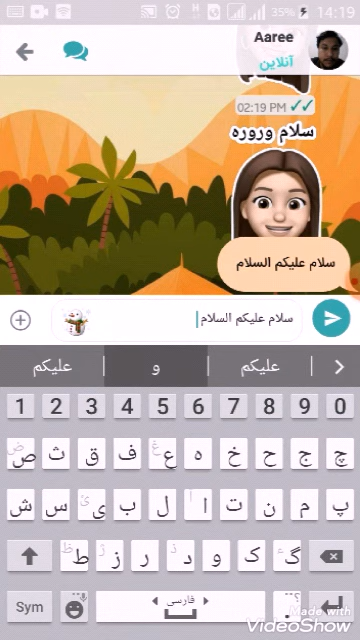 35% 14:19
Aaree
آنلاین
02:19 PM
سلام وروره
سلام علیکم السلام
سلام علیکم السلام
علیکم و علیکم
1 2 3 4 5 6 7 8 9 0
ض ص ث ق ف غ ع ه خ ح ج چ
ش س ئ ی ب ل أ ا ت ن م پ
ظ ط ژ ز ر ذ د و ک ء گ
Sym فارسی . ؟
Made with
VideoShow